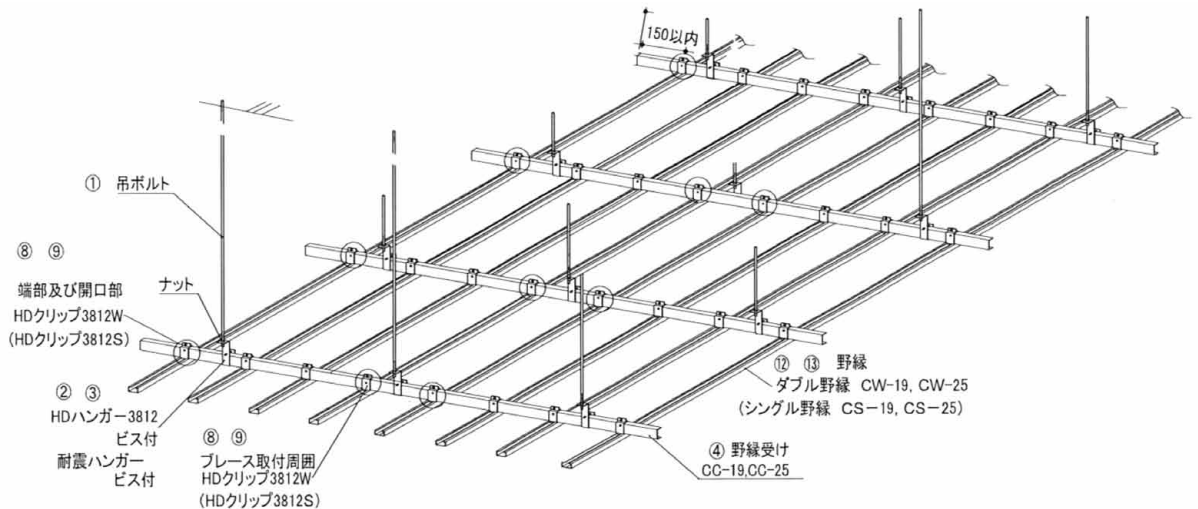 150以内
① 吊ボルト
⑧ ⑨
端部及び開口部
HDクリップ3812W
(HDクリップ3812S)
ナット
② ③
HDハンガー3812
ビス付
耐震ハンガー
ビス付
⑧ ⑨
ブレース取付周囲
HDクリップ3812W
(HDクリップ3812S)
⑫ ⑬ 野縁
ダブル野縁 CW-19, CW-25
(シングル野縁 CS-19, CS-25)
④ 野縁受け
CC-19,CC-25